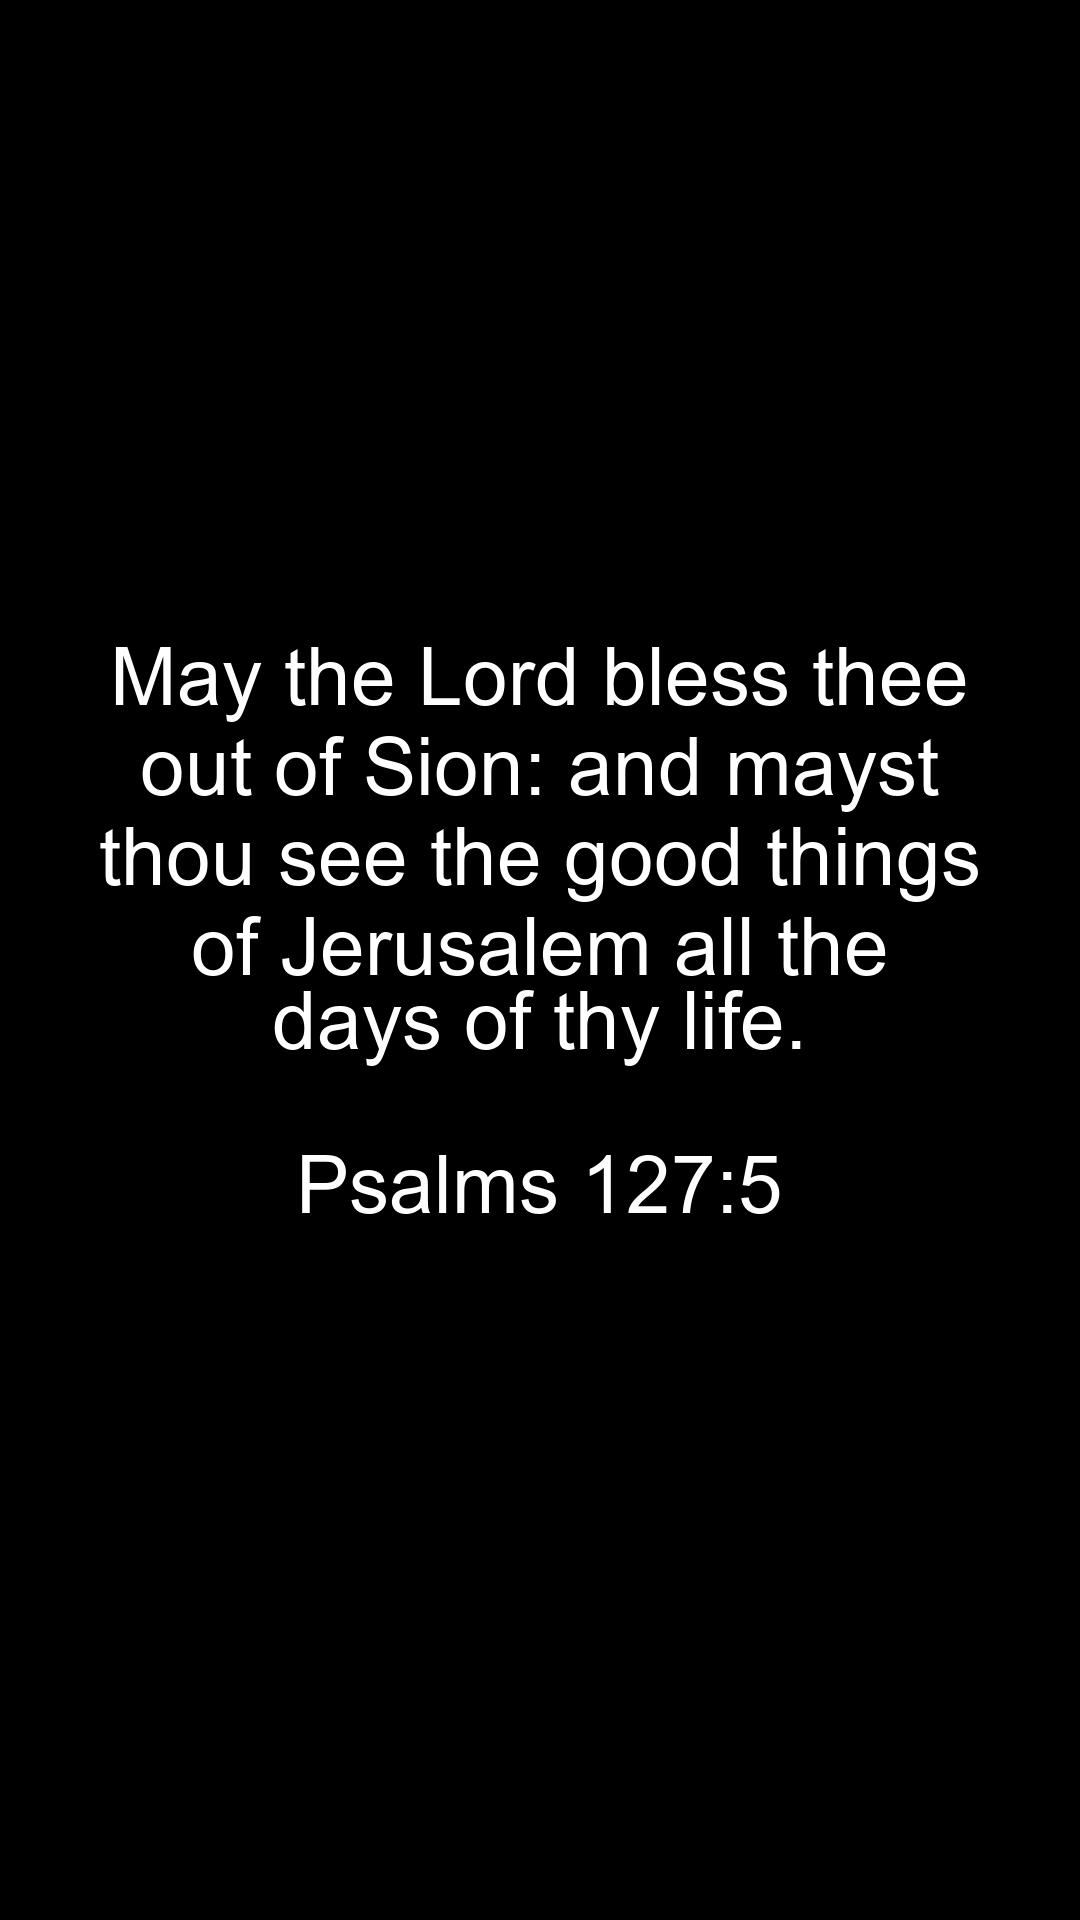 May the Lord bless thee
out of Sion: and mayst
thou see the good things
of Jerusalem all the
days of thy life.
Psalms 127:5